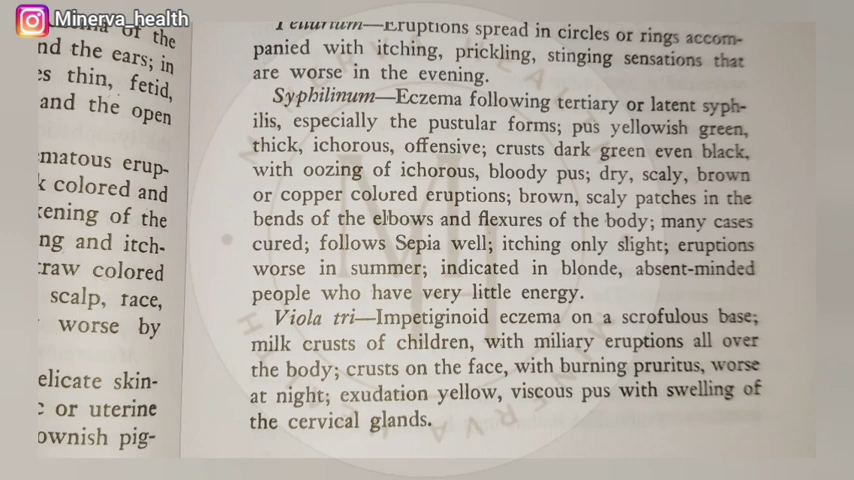 Minerva_health
of the
nd the ears; in
es thin, fetid,
and the open
matous erup-
k colored and
kening of the
ng and itch-
traw colored
scalp, face,
worse by
elicate skin-
c or uterine
ownish pig-
Tellurium—Eruptions spread in circles or rings accom-
panied with itching, prickling, stinging sensations that
are worse in the evening.
Syphilinum—Eczema following tertiary or latent syph-
ilis, especially the pustular forms; pus yellowish green,
thick, ichorous, offensive; crusts dark green even black,
with oozing of ichorous, bloody pus; dry, scaly, brown
or copper colored eruptions; brown, scaly patches in the
bends of the elbows and flexures of the body; many cases
cured; follows Sepia well; itching only slight; eruptions
worse in summer; indicated in blonde, absent-minded
people who have very little energy.
Viola tri—Impetiginoid eczema on a scrofulous base;
milk crusts of children, with miliary eruptions all over
the body; crusts on the face, with burning pruritus, worse
at night; exudation yellow, viscous pus with swelling of
the cervical glands.